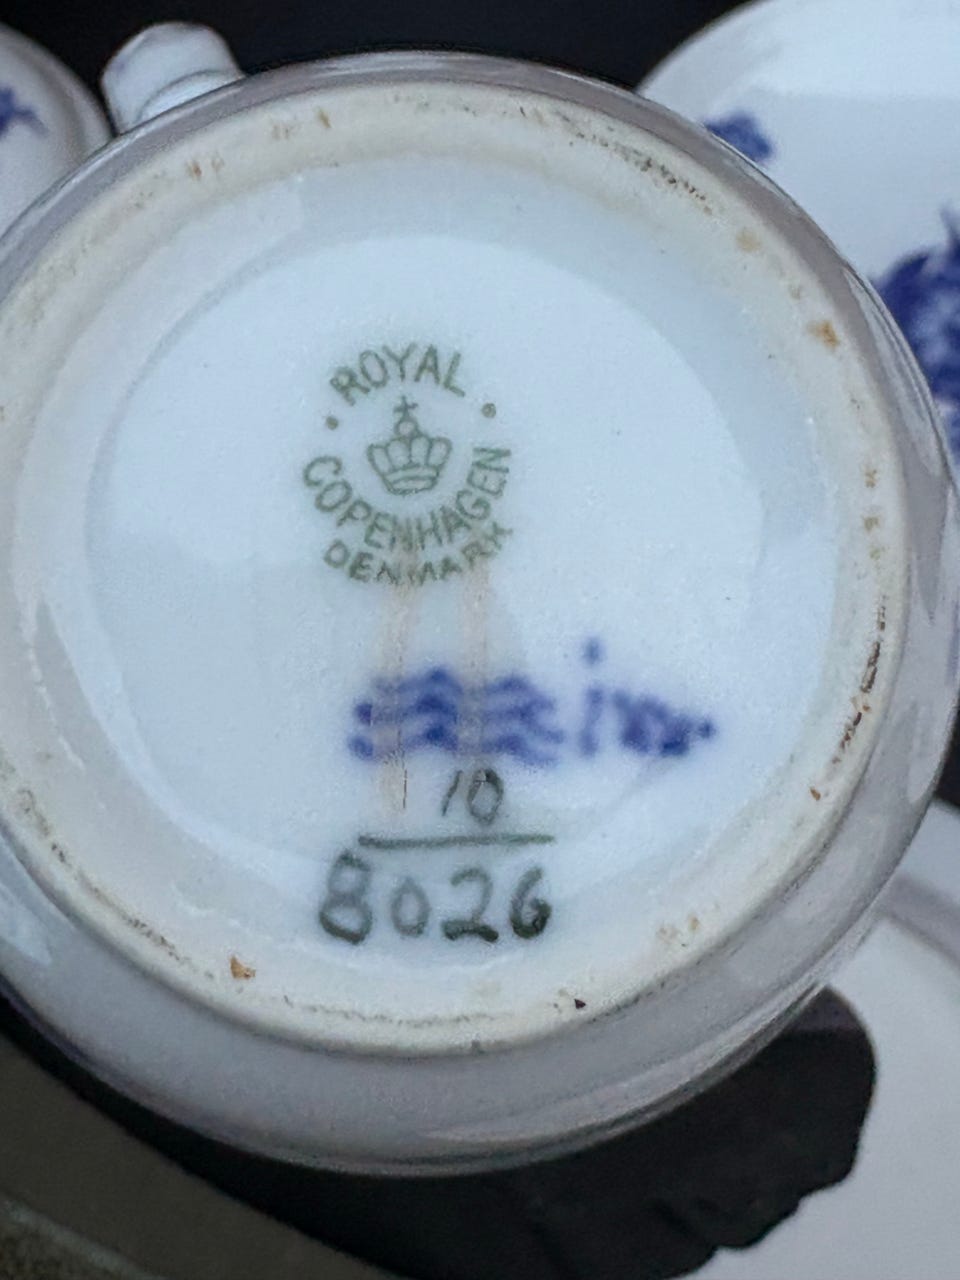 ROYAL
COPENHAGEN
DENMARK
10
8026